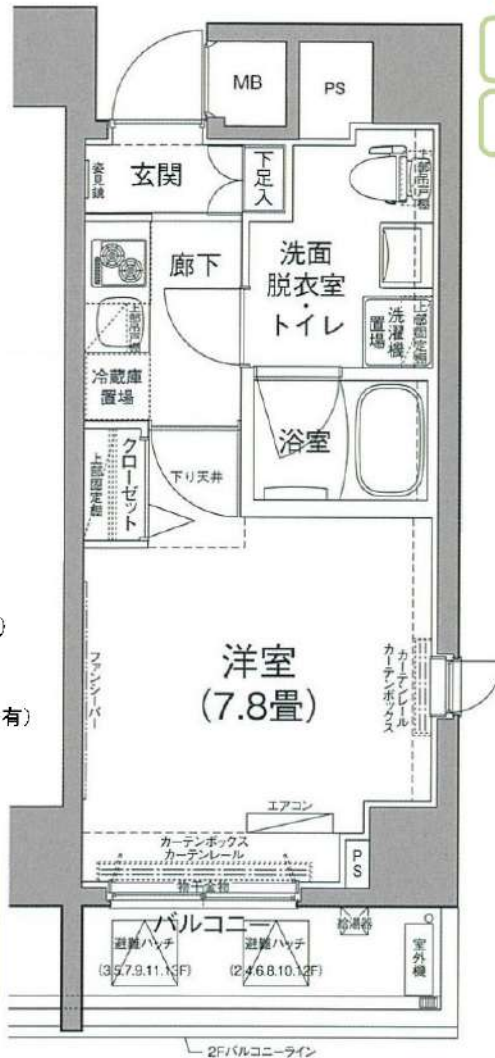 MB
PS
玄関
姿見鏡
下足入
上部吊戸棚
廊下
洗面
脱衣室
・
トイレ
上部吊戸棚
洗濯機
置場
上部固定棚
冷蔵庫
置場
浴室
クローゼット
上部固定棚
下り天井
洋室
(7.8畳)
ファンシーバー
カーテンレール
カーテンボックス
有)
エアコン
カーテンボックス
カーテンレール
物干金物
PS
バルコニー
避難ハッチ
(3.5.7.9.11.13F)
避難ハッチ
(2.4.6.8.10.12F)
給湯器
室外機
2Fバルコニーライン